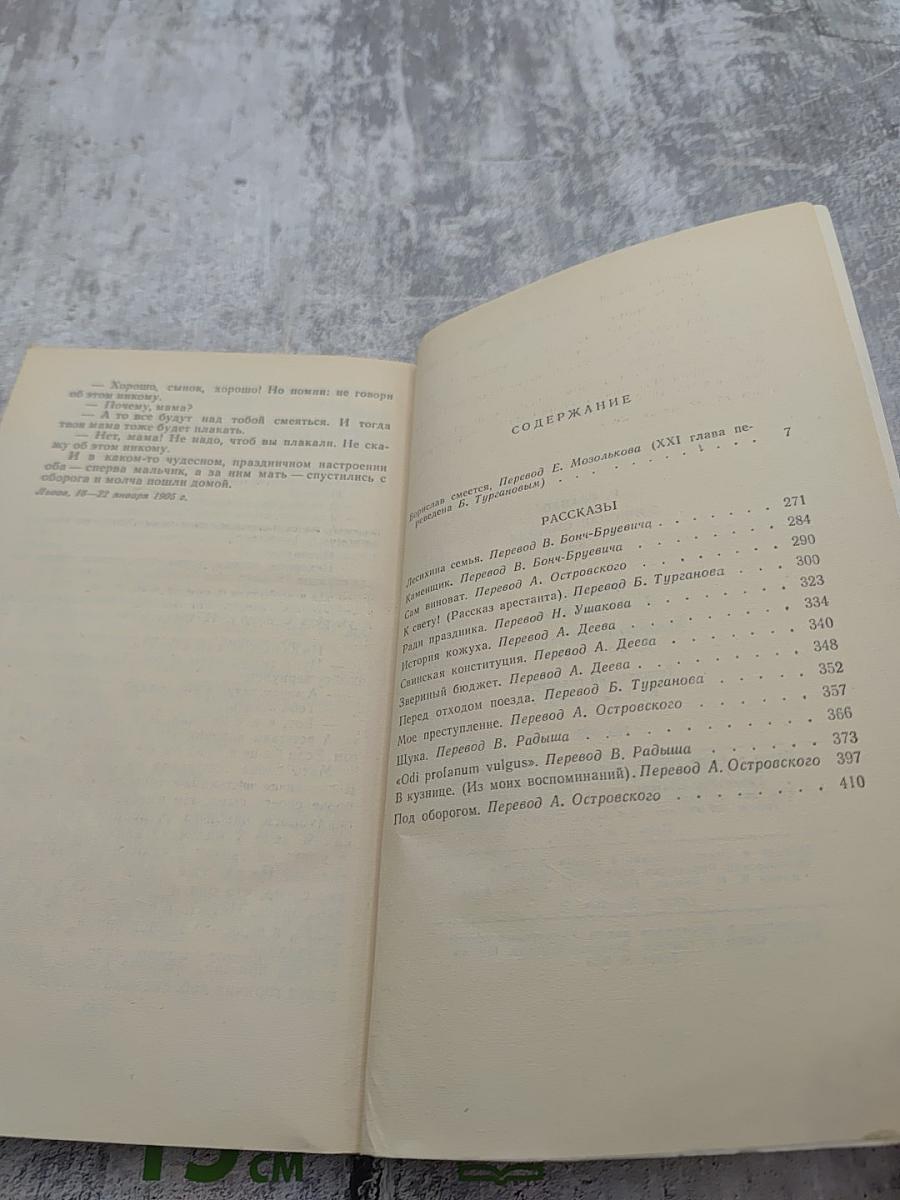 — Хорошо, сынок, хорошо! Но помни: не говори
об этом никому.
— Почему, мама?
— А то все будут над тобой смеяться. И тогда
твоя мама тоже будет плакать.
— Нет, мама! Не надо, чтоб вы плакали. Не ска-
жу об этом никому.
И в каком-то чудесном, праздничном настроении
оба — сперва мальчик, а за ним мать — спустились с
оборога и молча пошли домой.
Львов, 18—22 января 1905 г.
СОДЕРЖАНИЕ
Борислав смеется. Перевод Е. Мозолькова (XXI глава пе-
реведена Б. Тургановым) . . . . . . . . . . . 7
РАССКАЗЫ
Лесихина семья. Перевод В. Бонч-Бруевича . . . . . . 271
Каменщик. Перевод В. Бонч-Бруевича . . . . . . . 284
Сам виноват. Перевод А. Островского . . . . . . . 290
К свету! (Рассказ арестанта). Перевод Б. Турганова . . . 300
Ради праздника. Перевод Н. Ушакова . . . . . . . 323
История кожуха. Перевод А. Деева . . . . . . . . 334
Свинская конституция. Перевод А. Деева . . . . . . 340
Звериный бюджет. Перевод А. Деева . . . . . . . 348
Перед отходом поезда. Перевод Б. Турганова . . . . . 352
Мое преступление. Перевод А. Островского . . . . . 357
Щука. Перевод В. Радыша . . . . . . . . . . 366
«Odi profanum vulgus». Перевод В. Радыша . . . . . . 373
В кузнице. (Из моих воспоминаний). Перевод А. Островского 397
Под оборогом. Перевод А. Островского . . . . . . . 410
15 см